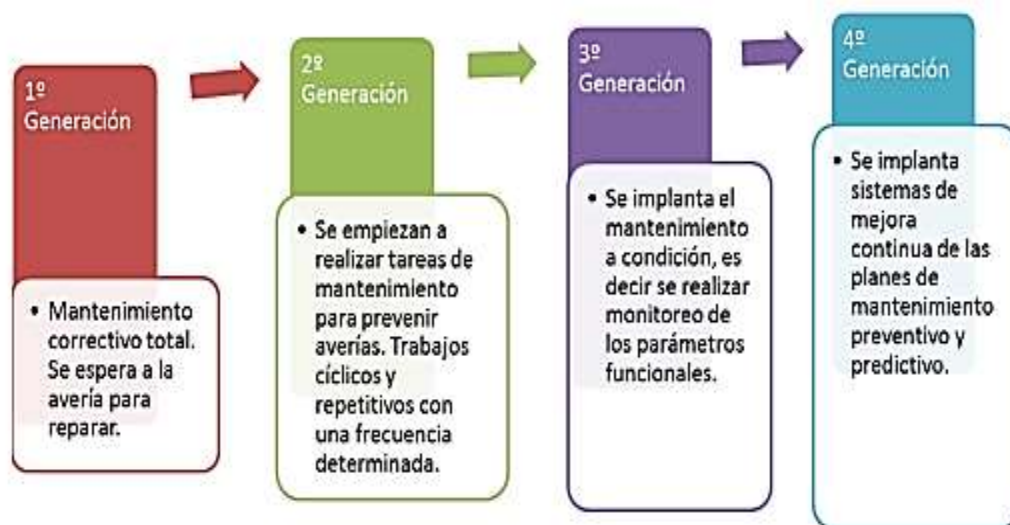 1º
Generación
• Mantenimiento
correctivo total.
Se espera a la
avería para
reparar.
2º
Generación
• Se empiezan a
realizar tareas de
mantenimiento
para prevenir
averías. Trabajos
cíclicos y
repetitivos con
una frecuencia
determinada.
3º
Generación
• Se implanta el
mantenimiento
a condición, es
decir se realizar
monitoreo de
los parámetros
funcionales.
4º
Generación
• Se implanta
sistemas de
mejora
continua de las
planes de
mantenimiento
preventivo y
predictivo.